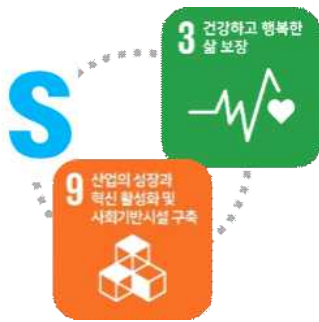 3 건강하고 행복한
삶 보장
S
9 산업의 성장과
혁신 활성화 및
사회기반시설 구축